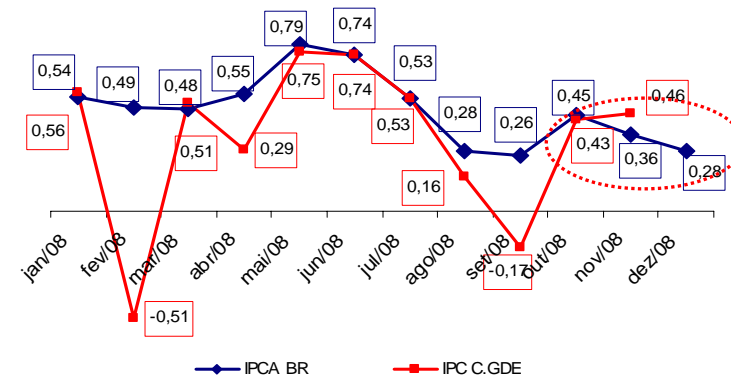 0,54
0,49
0,48
0,55
0,79
0,74
0,53
0,28
0,26
0,45
0,46
0,56
0,51
0,29
0,75
0,74
0,53
0,16
-0,17
0,43
0,36
0,28
-0,51
jan/08
fev/08
mar/08
abr/08
mai/08
jun/08
jul/08
ago/08
set/08
out/08
nov/08
dez/08
IPCA BR
IPC C.GDE